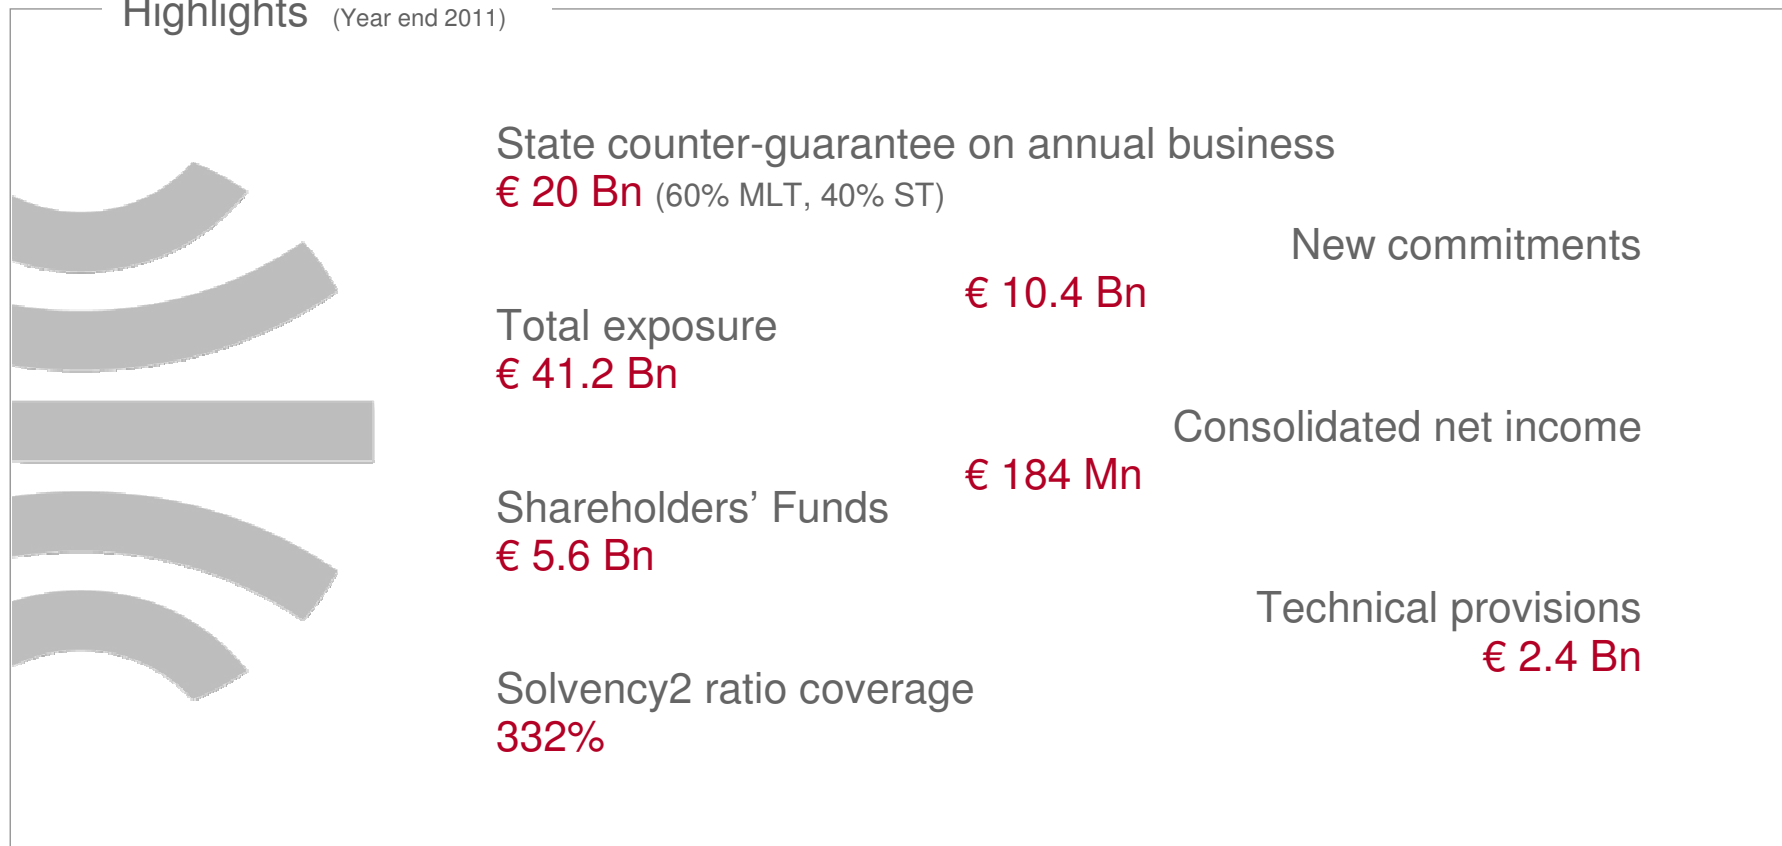 Highlights (Year end 2011)
State counter-guarantee on annual business
€ 20 Bn (60% MLT, 40% ST)
New commitments
€ 10.4 Bn
Total exposure
€ 41.2 Bn
Consolidated net income
€ 184 Mn
Shareholders’ Funds
€ 5.6 Bn
Technical provisions
€ 2.4 Bn
Solvency2 ratio coverage
332%